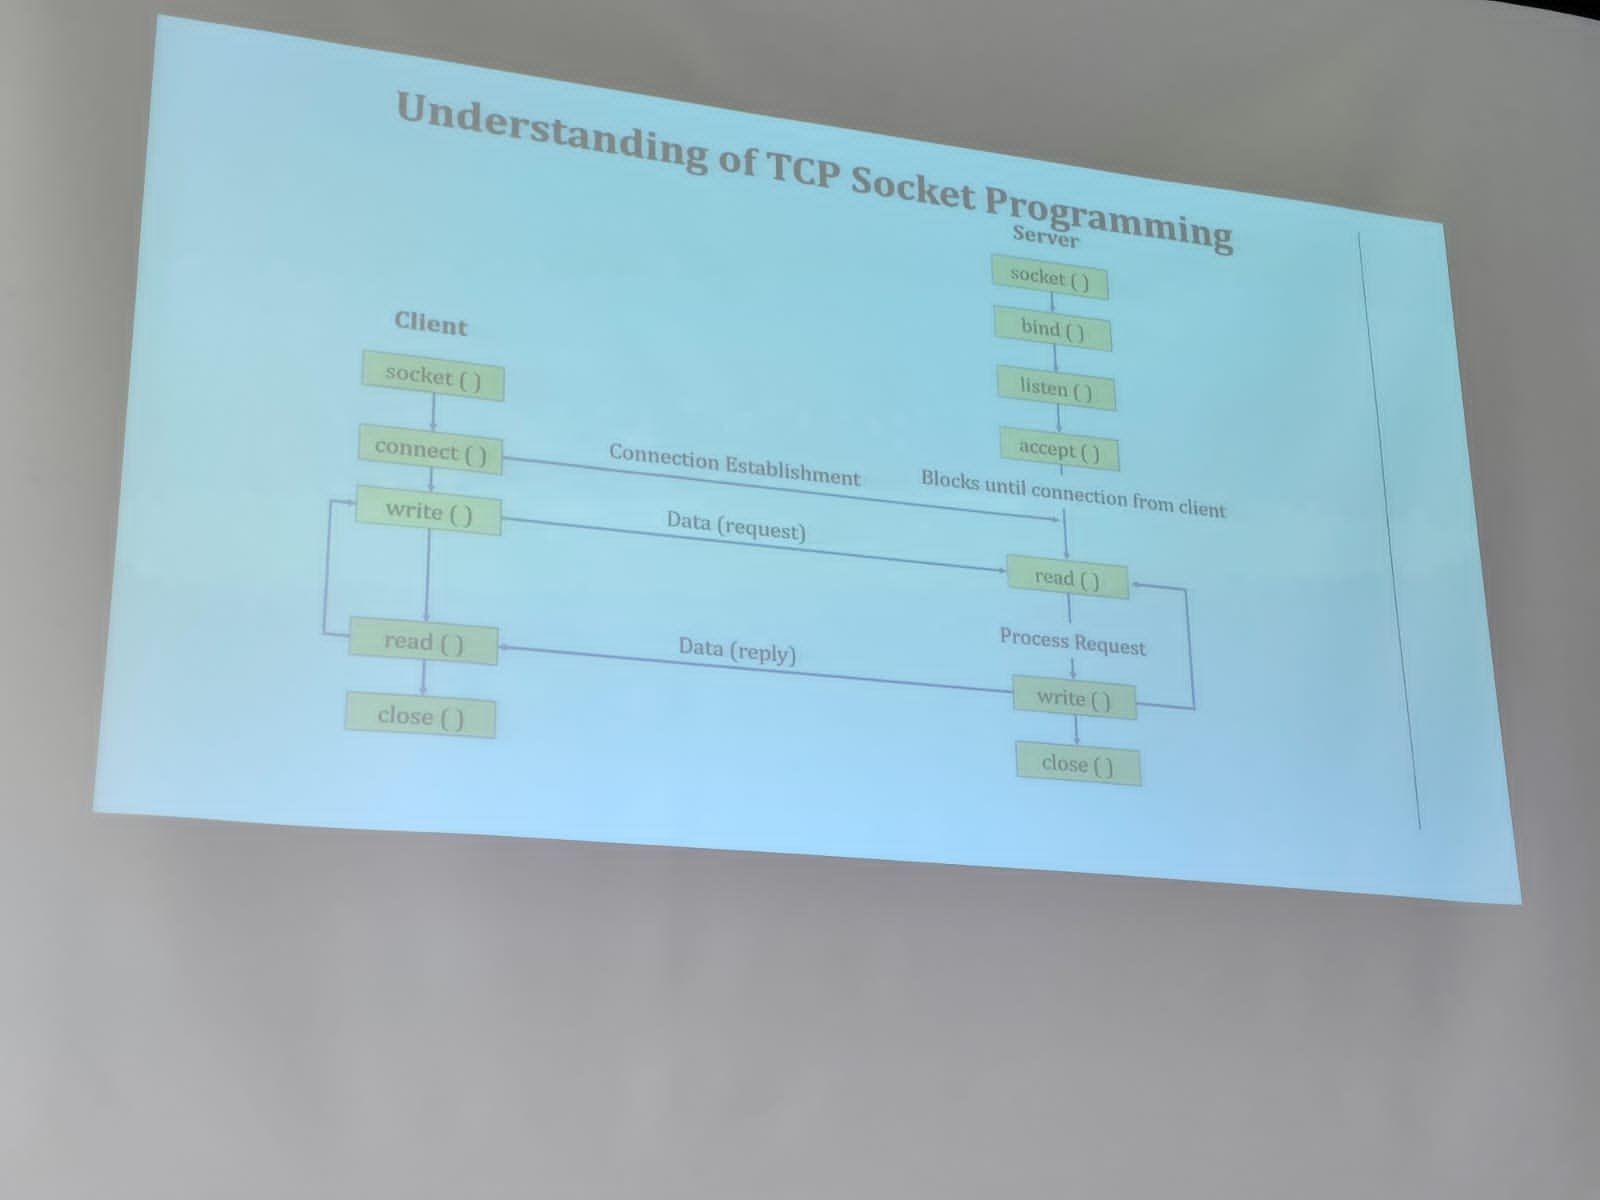 Understanding of TCP Socket Programming
Server
socket ( )
bind ( )
listen ( )
accept ( )
Blocks until connection from client
read ( )
Process Request
write ( )
close ( )
Client
socket ( )
connect ( )
write ( )
read ( )
close ( )
Connection Establishment
Data (request)
Data (reply)